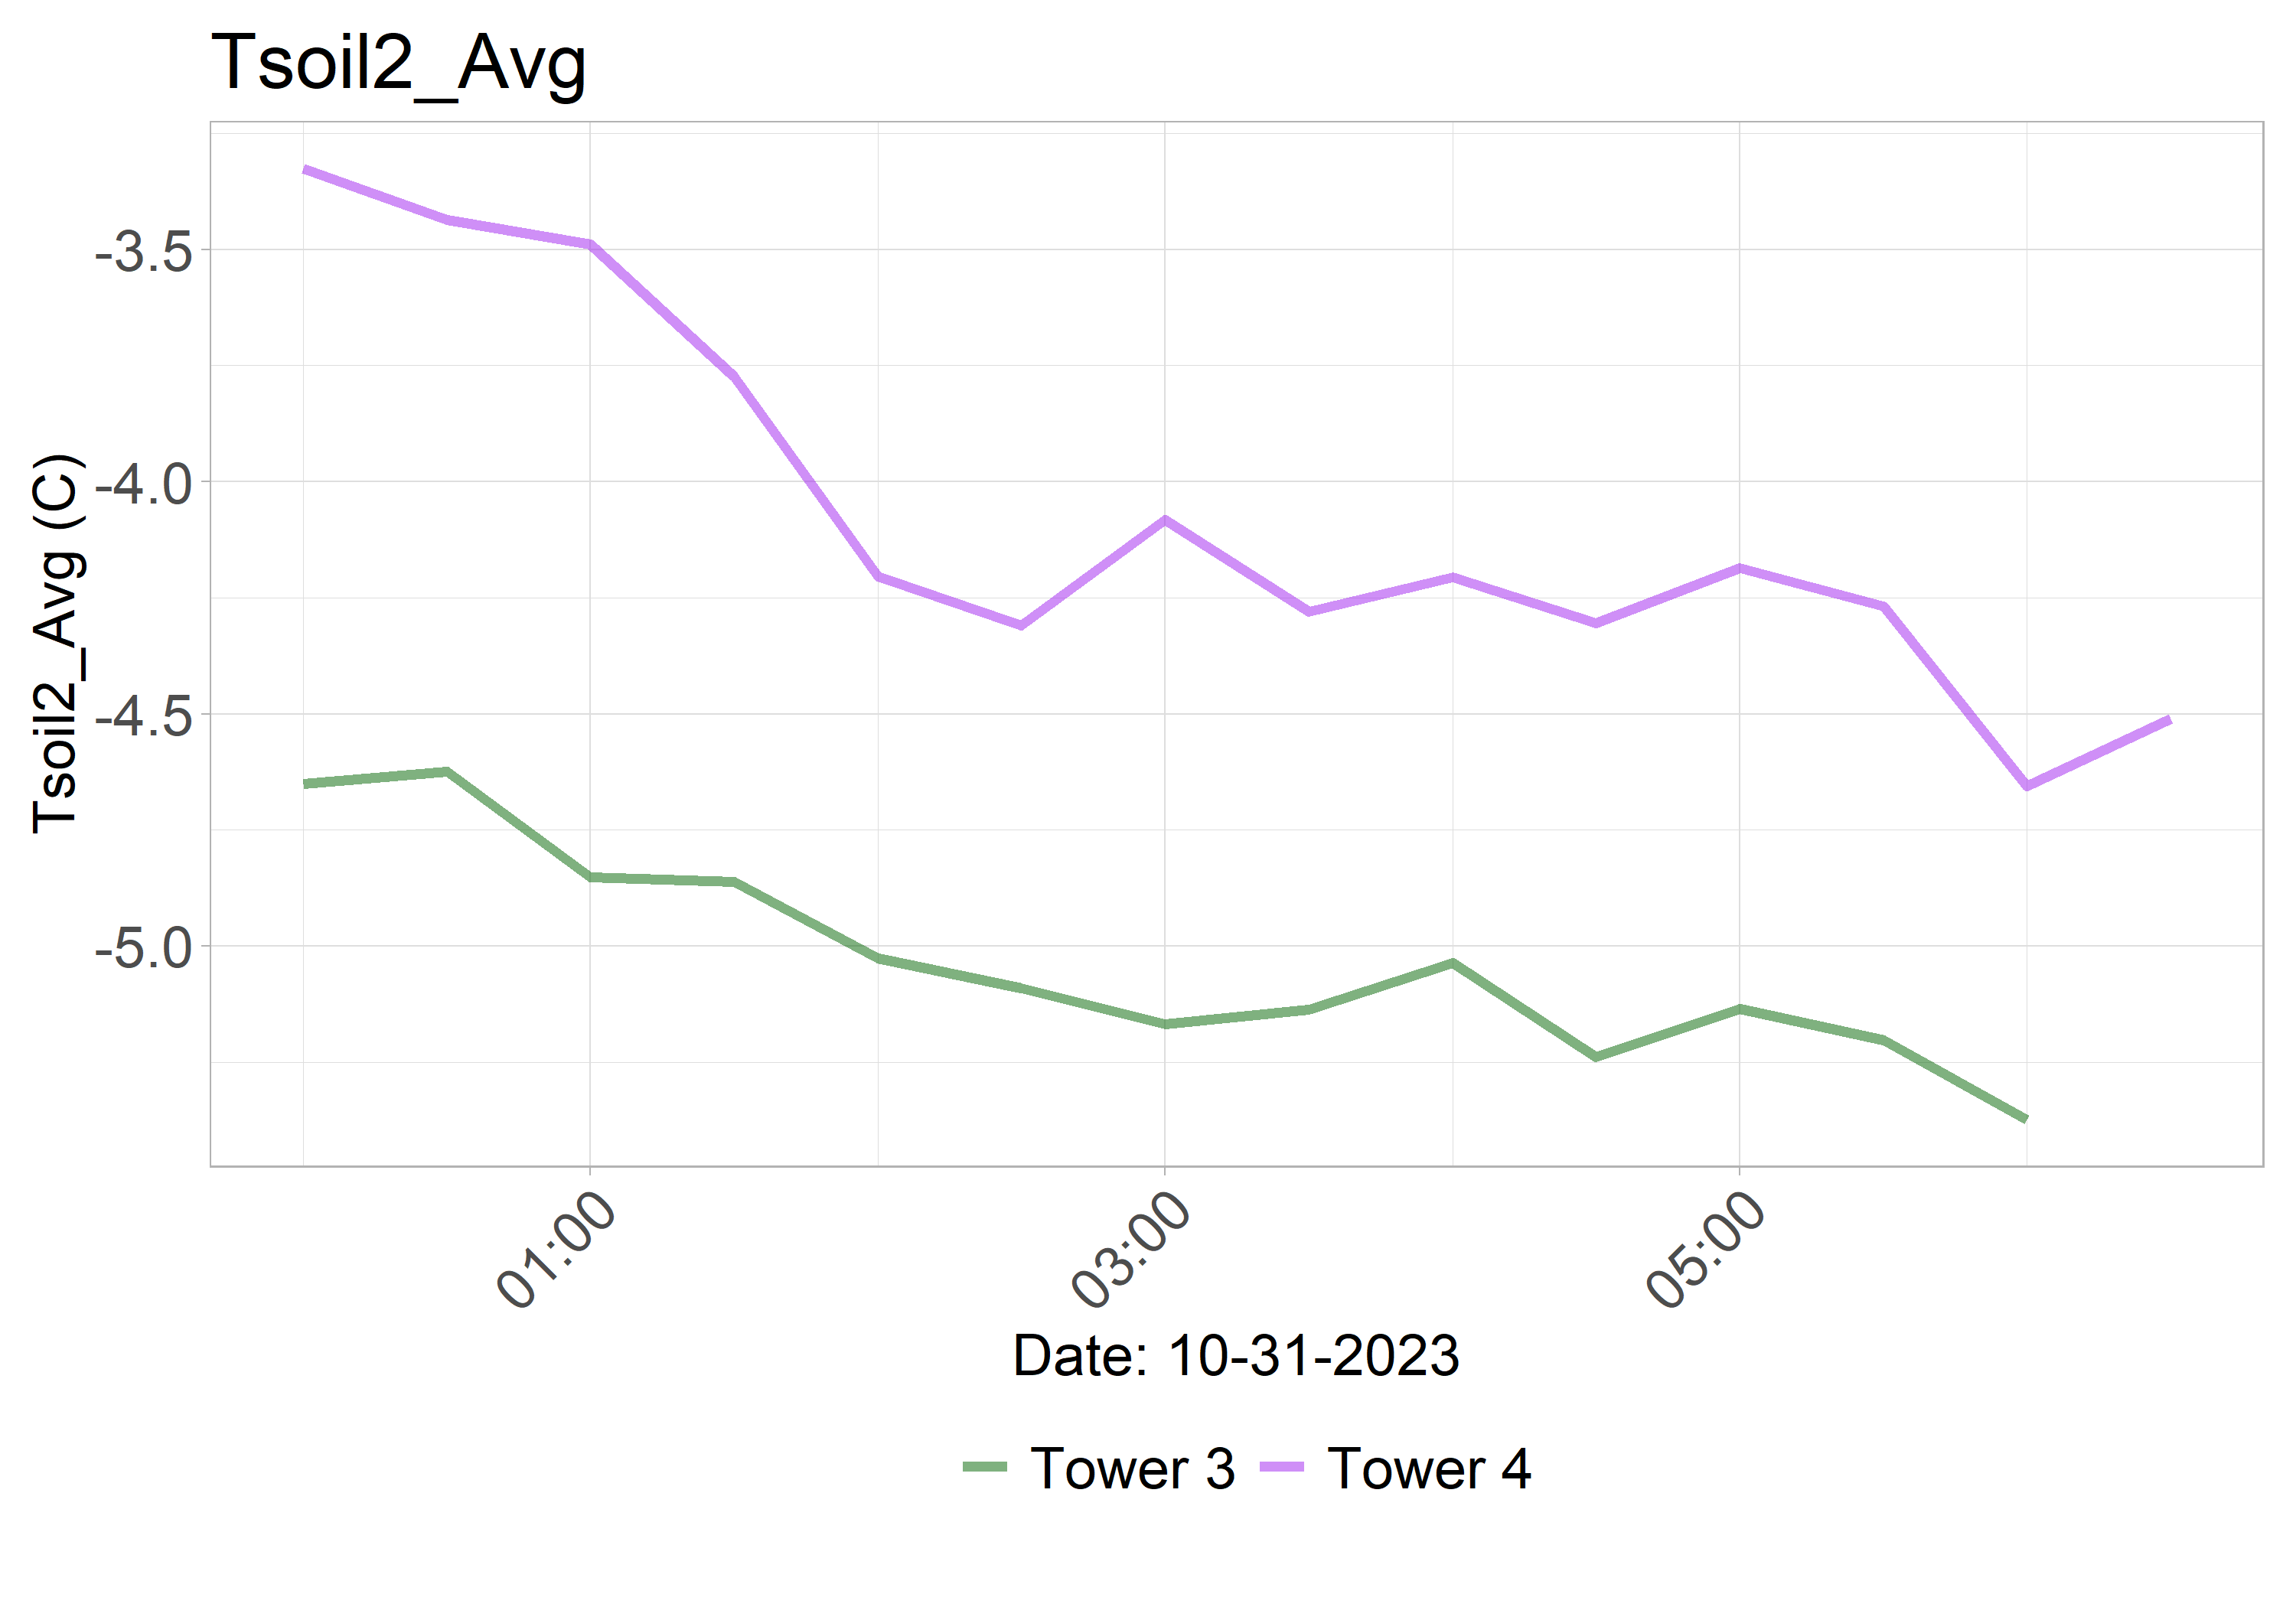 Tsoil2_Avg
Tsoil2_Avg (C)
-3.5
-4.0
-4.5
-5.0
01:00
03:00
05:00
Date: 10-31-2023
Tower 3
Tower 4